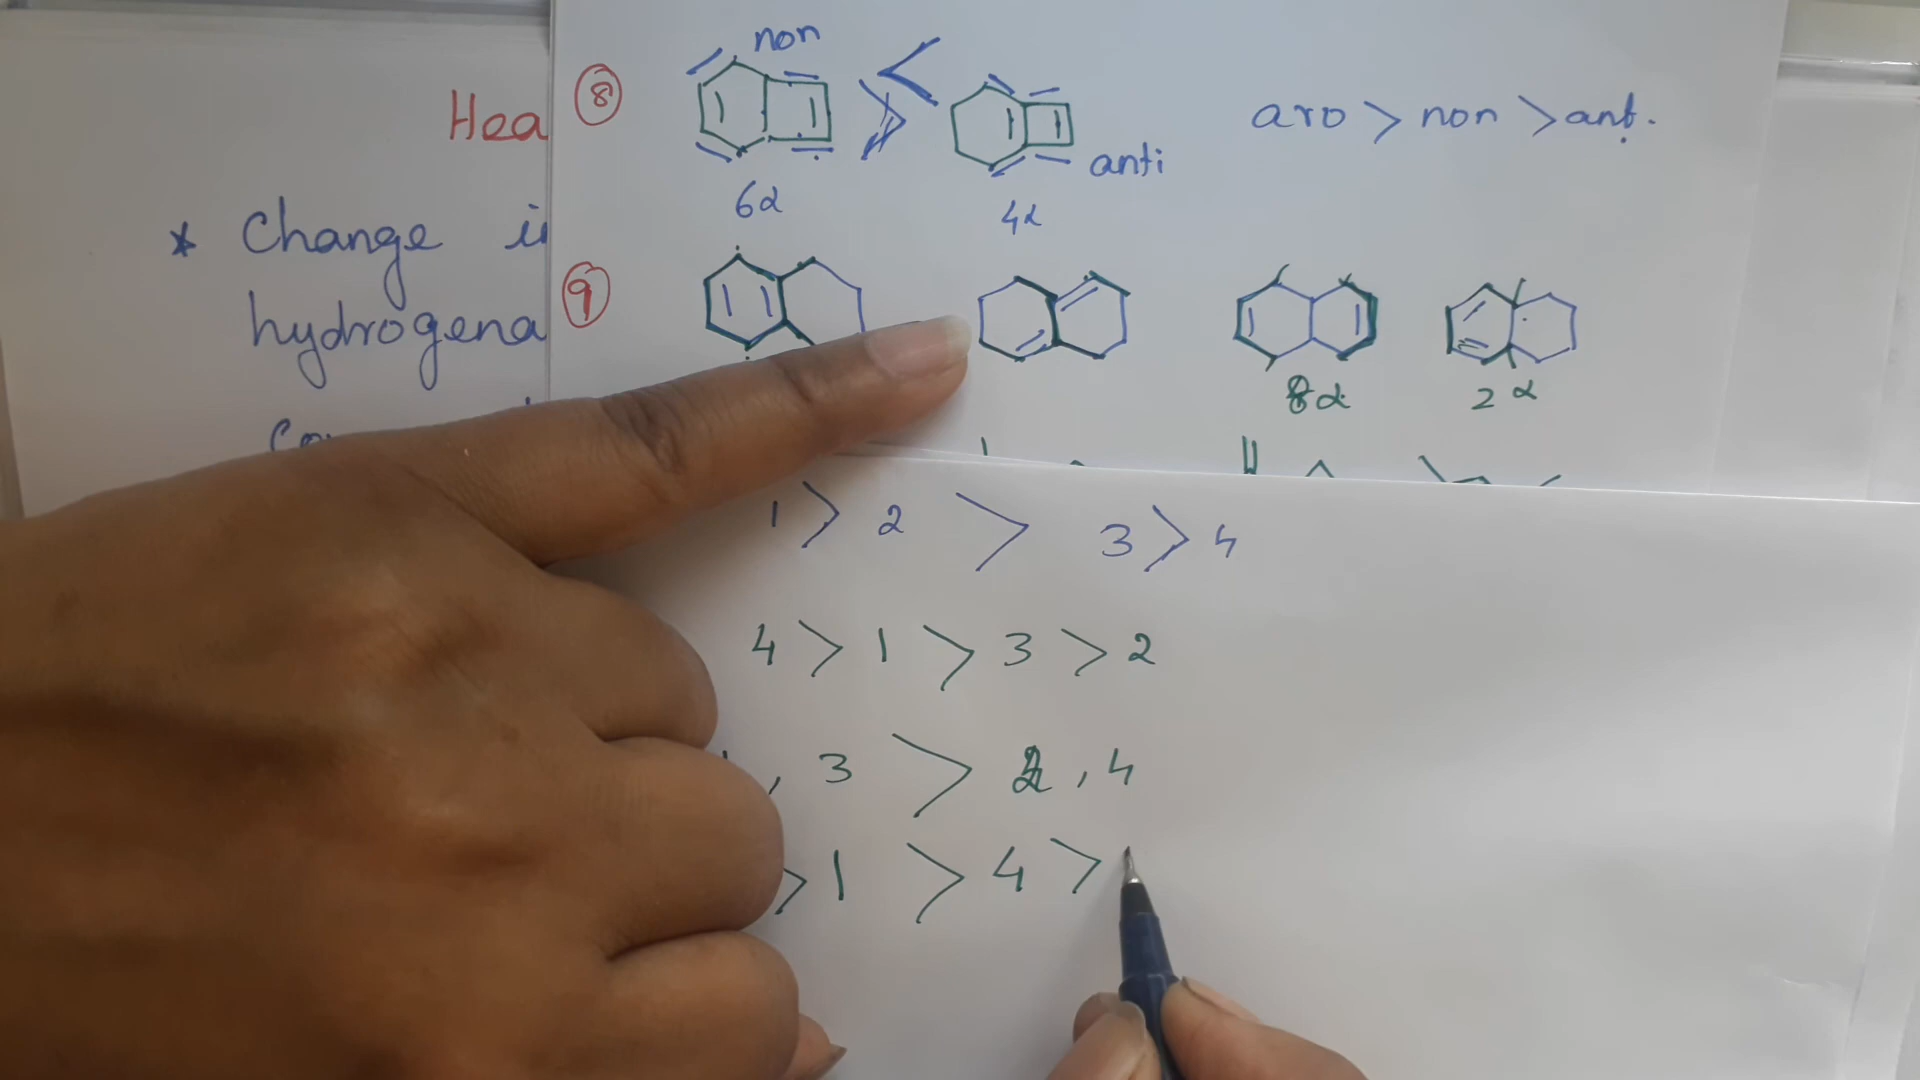 non
Hea ⑧ < aro > non > ant.
anti
6α 4α
* Change i
hydrogena ⑨
8α 2α
1 > 2 > 3 > 4
4 > 1 > 3 > 2
, 3 > 2, 4
> 1 > 4 >